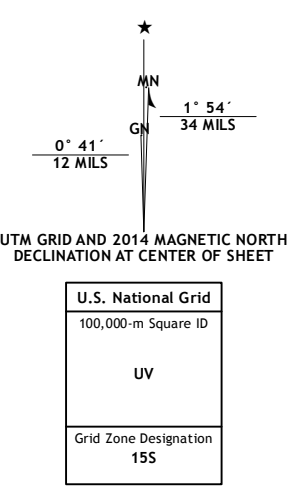 ★
MN
1° 54´
34 MILS
GN
0° 41´
12 MILS
UTM GRID AND 2014 MAGNETIC NORTH
DECLINATION AT CENTER OF SHEET
U.S. National Grid
100,000-m Square ID
UV
Grid Zone Designation
15S